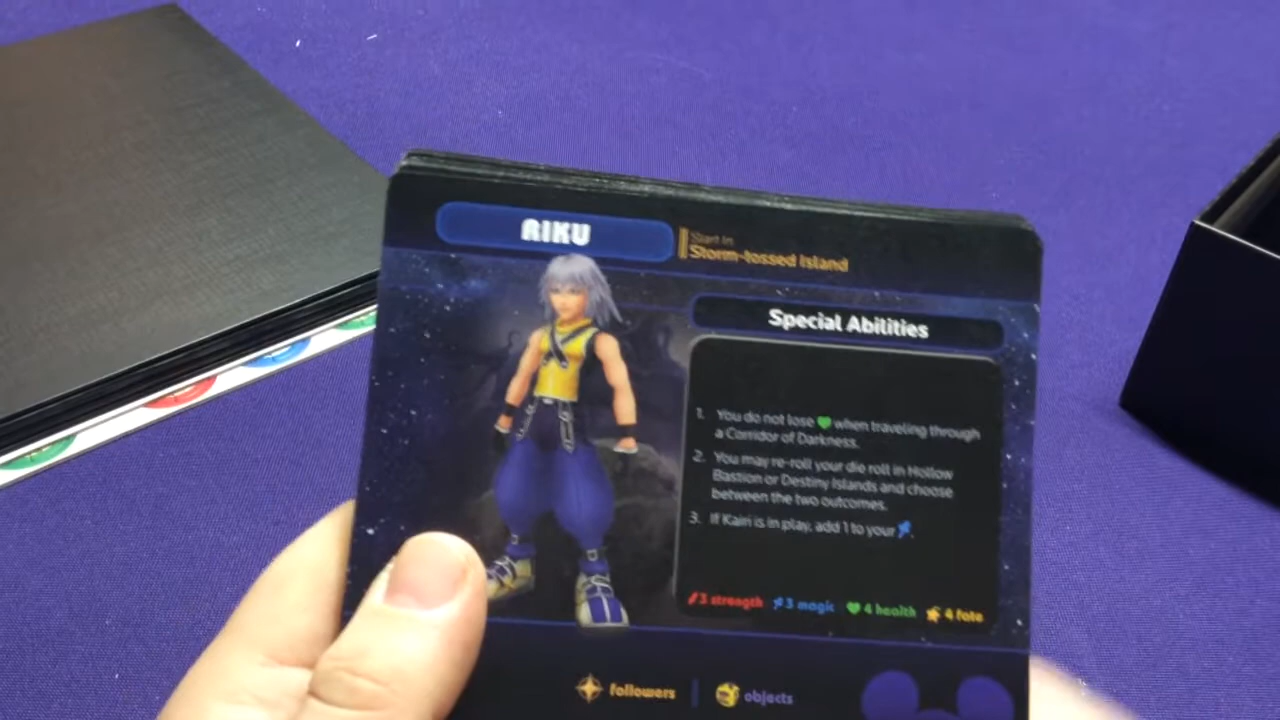 RIKU
Start in
Storm-tossed Island
Special Abilities
1. You do not lose when traveling through
a Corridor of Darkness.
2. You may re-roll your die roll in Hollow
Bastion or Destiny Islands and choose
between the two outcomes.
3. If Kairi is in play, add 1 to your .
3 strength 3 magic 4 health 4 fate
followers objects